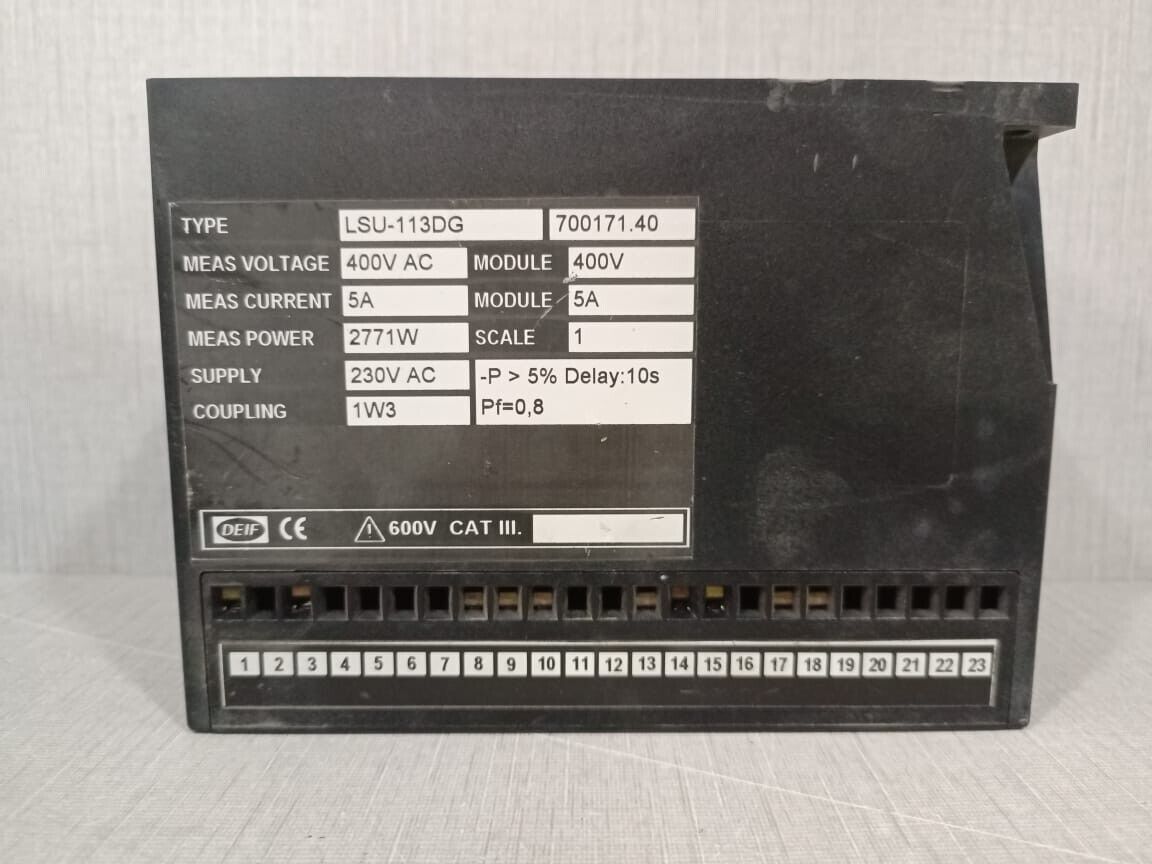 TYPE LSU-113DG 700171.40
MEAS VOLTAGE 400V AC MODULE 400V
MEAS CURRENT 5A MODULE 5A
MEAS POWER 2771W SCALE 1
SUPPLY 230V AC -P > 5% Delay:10s
COUPLING 1W3 Pf=0,8
DEIF CE 600V CAT III.
1 2 3 4 5 6 7 8 9 10 11 12 13 14 15 16 17 18 19 20 21 22 23